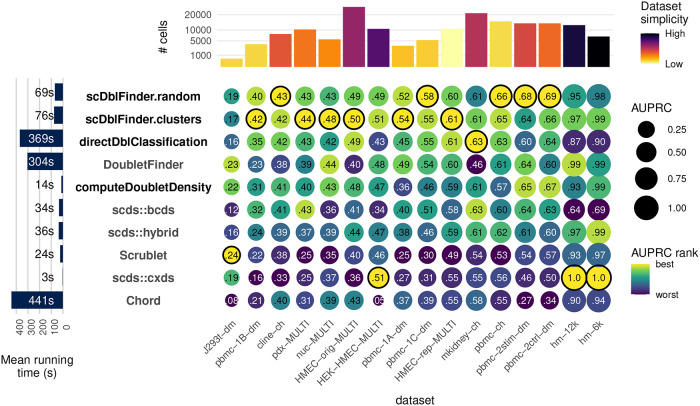 # cells
20000
10000
5000
1000
Dataset
simplicity
High
Low
69s scDblFinder.random .19 .40 .43 .43 .43 .49 .51 .52 .58 .60 .61 .66 .68 .69 .95 .98
76s scDblFinder.clusters .17 .42 .42 .44 .48 .50 .49 .54 .57 .61 .63 .64 .65 .66 .97 .99
369s directDblClassification .16 .35 .42 .42 .45 .49 .43 .45 .56 .61 .63 .62 .60 .64 .87 .90
304s DoubletFinder .23 .23 .38 .39 .44 .40 .48 .41 .54 .60 .46 .61 .64 .60 .99 .99
14s computeDoubletDensity .22 .31 .41 .40 .43 .48 .49 .36 .46 .60 .61 .57 .65 .67 .93 .99
34s scds::bcds .12 .32 .41 .43 .36 .41 .34 .40 .41 .58 .63 .60 .61 .65 .64 .69
36s scds::hybrid .16 .24 .39 .39 .39 .44 .47 .38 .44 .59 .61 .62 .61 .60 .97 .99
24s Scrublet .24 .22 .38 .25 .35 .40 .46 .25 .30 .49 .54 .53 .54 .57 .93 .97
3s scds::cxds .19 .16 .33 .25 .37 .36 .51 .27 .31 .55 .55 .55 .46 .50 1.0 1.0
441s Chord .08 .21 .40 .31 .39 .43 .05 .37 .39 .55 .58 .55 .27 .34 .90 .94
AUPRC
0.25
0.50
0.75
1.00
AUPRC rank
best
worst
400
300
200
100
0
Mean running
time (s)
J293t-dm
pbmc-1B-dm
cline-ch
pdx-MULTI
nuc-MULTI
HMEC-orig-MULTI
HEK-HMEC-MULTI
pbmc-1A-dm
pbmc-1C-dm
HMEC-rep-MULTI
mkidney-ch
pbmc-ch
pbmc-2stim-dm
pbmc-2ctrl-dm
hm-12k
hm-6k
dataset